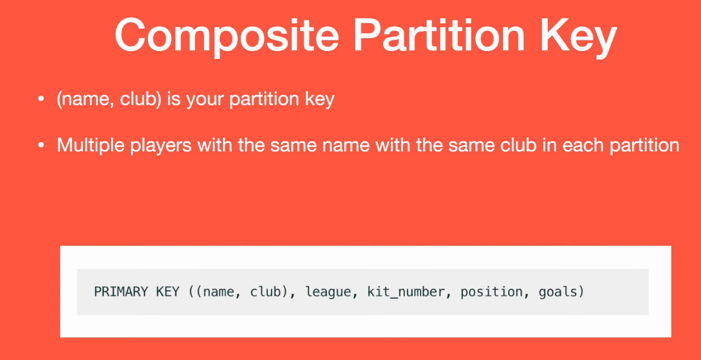 Composite Partition Key
• (name, club) is your partition key
• Multiple players with the same name with the same club in each partition
PRIMARY KEY ((name, club), league, kit_number, position, goals)